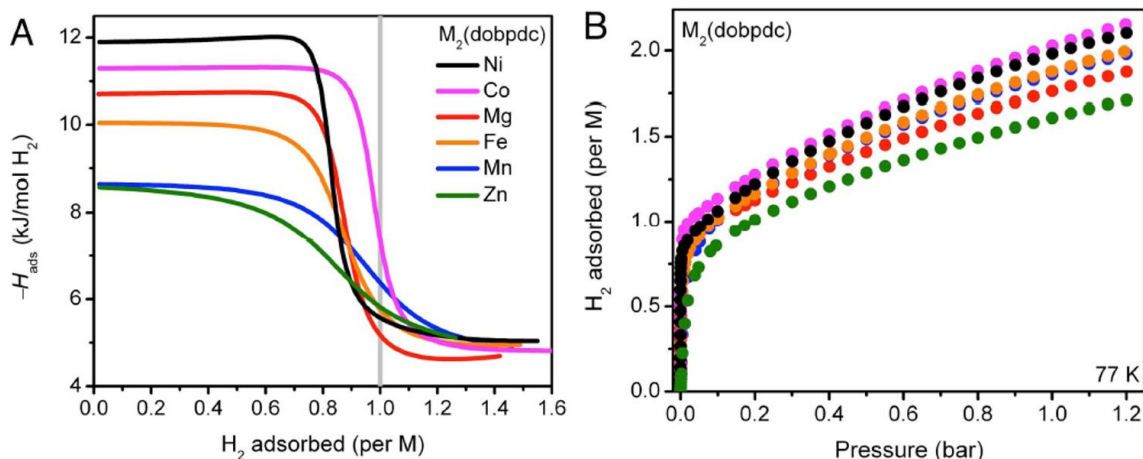 A
M₂(dobpdc)
Ni
Co
Mg
Fe
Mn
Zn
12
10
8
6
4
–H_ads (kJ/mol H₂)
0.0 0.2 0.4 0.6 0.8 1.0 1.2 1.4 1.6
H₂ adsorbed (per M)
B
M₂(dobpdc)
2.0
1.5
1.0
0.5
0.0
H₂ adsorbed (per M)
77 K
0.0 0.2 0.4 0.6 0.8 1.0 1.2
Pressure (bar)